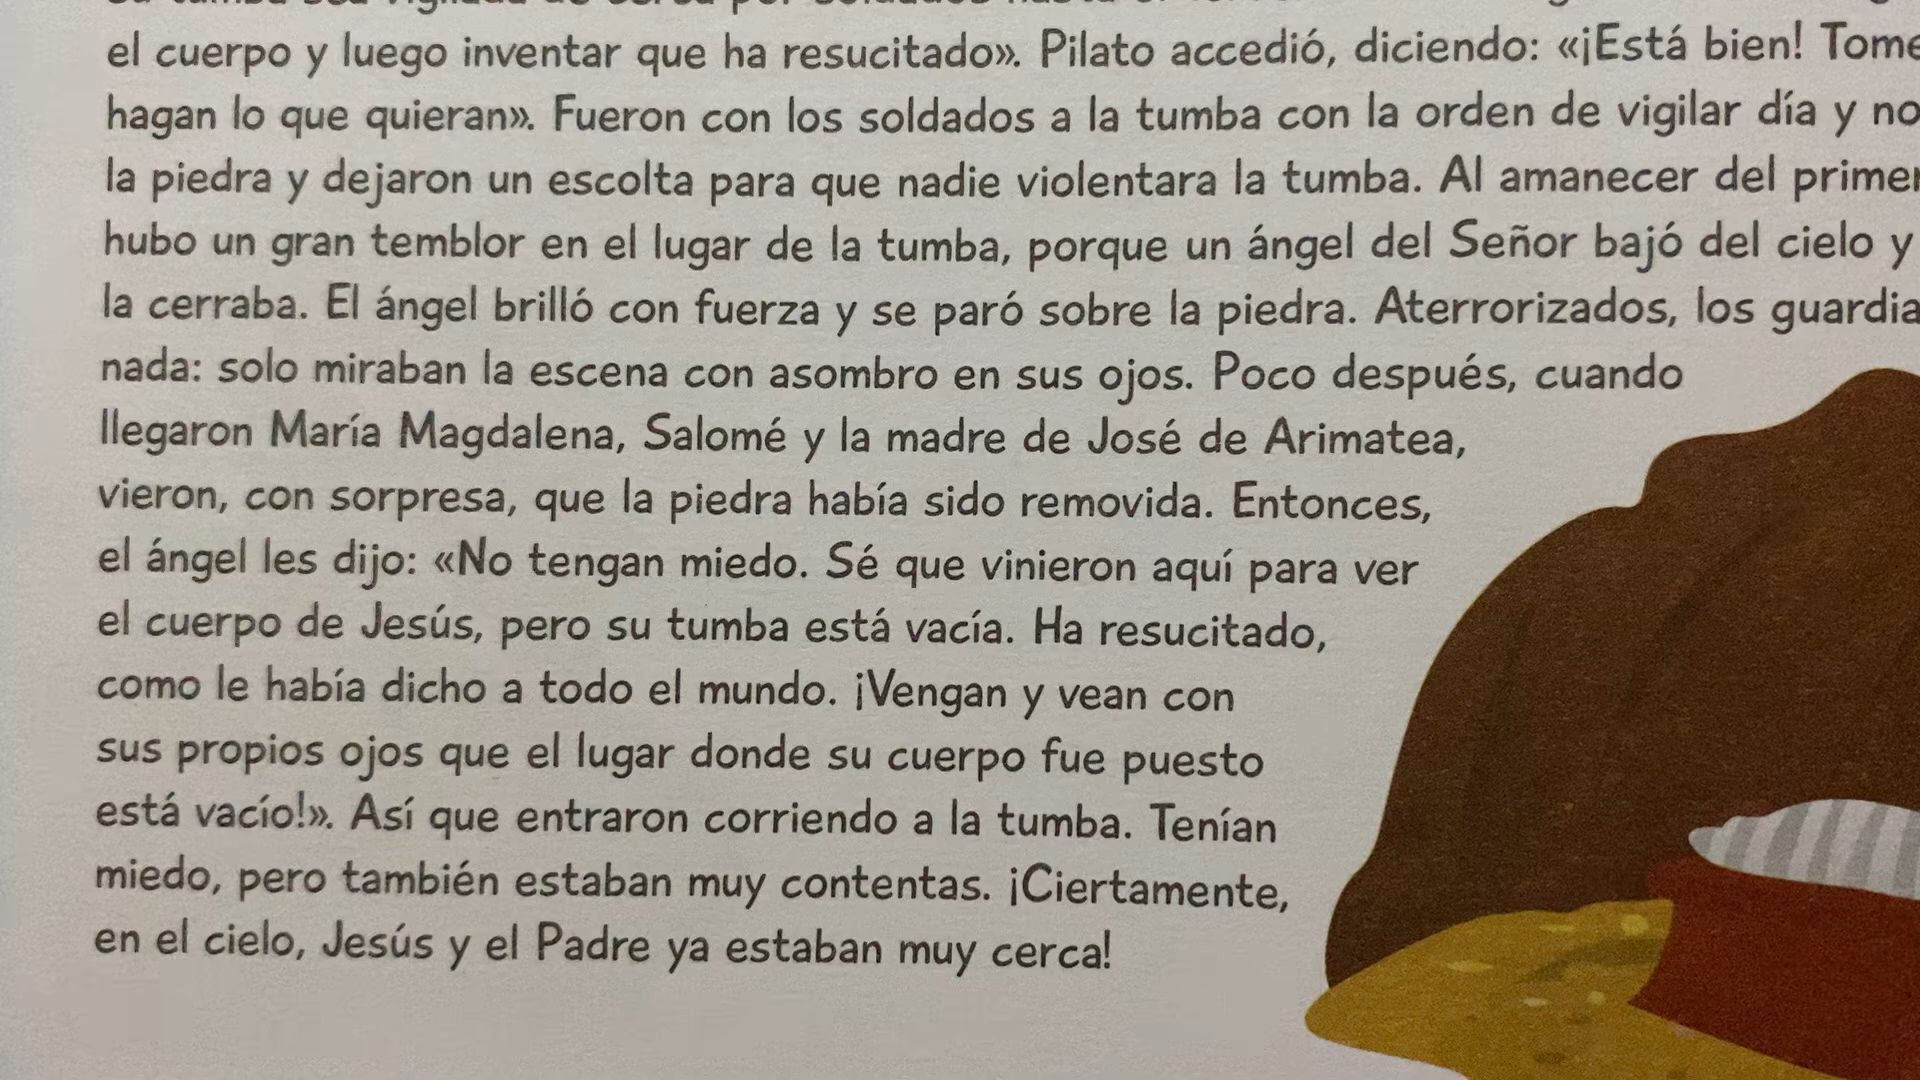 el cuerpo y luego inventar que ha resucitado». Pilato accedió, diciendo: «¡Está bien! Tome
hagan lo que quieran». Fueron con los soldados a la tumba con la orden de vigilar día y no
la piedra y dejaron un escolta para que nadie violentara la tumba. Al amanecer del primer
hubo un gran temblor en el lugar de la tumba, porque un ángel del Señor bajó del cielo y
la cerraba. El ángel brilló con fuerza y se paró sobre la piedra. Aterrorizados, los guardia
nada: solo miraban la escena con asombro en sus ojos. Poco después, cuando
llegaron María Magdalena, Salomé y la madre de José de Arimatea,
vieron, con sorpresa, que la piedra había sido removida. Entonces,
el ángel les dijo: «No tengan miedo. Sé que vinieron aquí para ver
el cuerpo de Jesús, pero su tumba está vacía. Ha resucitado,
como le había dicho a todo el mundo. ¡Vengan y vean con
sus propios ojos que el lugar donde su cuerpo fue puesto
está vacío!». Así que entraron corriendo a la tumba. Tenían
miedo, pero también estaban muy contentas. ¡Ciertamente,
en el cielo, Jesús y el Padre ya estaban muy cerca!